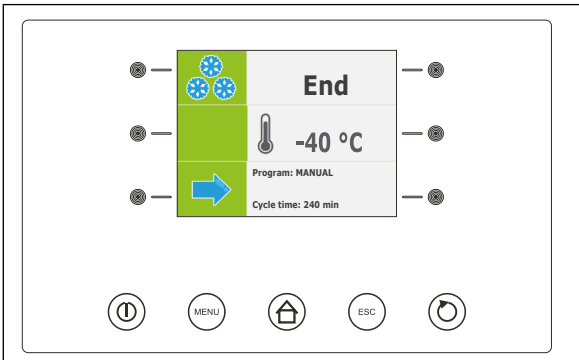 End
-40 °C
Program: MANUAL
Cycle time: 240 min
MENU
ESC